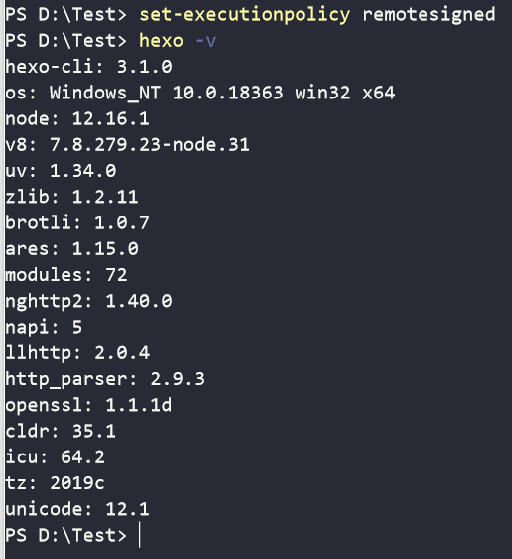 PS D:\Test> set-executionpolicy remotesigned
PS D:\Test> hexo -v
hexo-cli: 3.1.0
os: Windows_NT 10.0.18363 win32 x64
node: 12.16.1
v8: 7.8.279.23-node.31
uv: 1.34.0
zlib: 1.2.11
brotli: 1.0.7
ares: 1.15.0
modules: 72
nghttp2: 1.40.0
napi: 5
llhttp: 2.0.4
http_parser: 2.9.3
openssl: 1.1.1d
cldr: 35.1
icu: 64.2
tz: 2019c
unicode: 12.1
PS D:\Test>